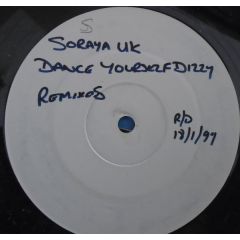 S
SORAYA UK
DANCE YOURSELF DIZZY
REMIXES
R/D
13/1/97